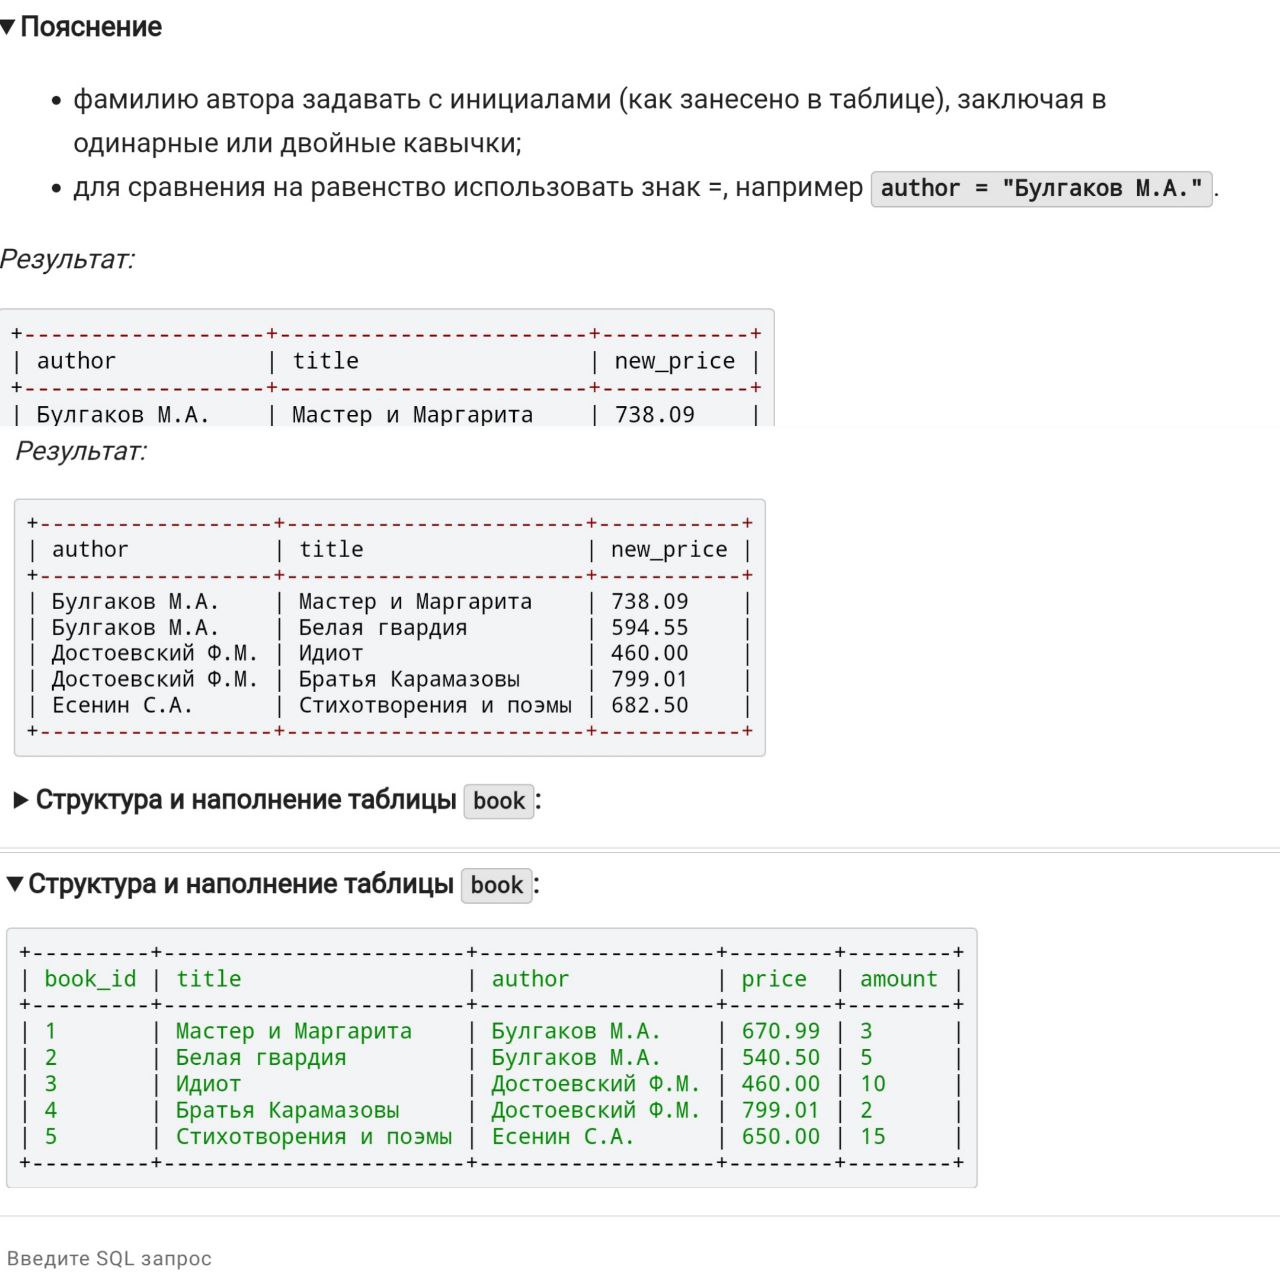 ▼ Пояснение
• фамилию автора задавать с инициалами (как занесено в таблице), заключая в
одинарные или двойные кавычки;
• для сравнения на равенство использовать знак =, например author = "Булгаков М.А." .
Результат:
+------------------+-----------------------+-----------+
| author           | title                 | new_price |
+------------------+-----------------------+-----------+
| Булгаков М.А.    | Мастер и Маргарита    | 738.09    |
Результат:
+------------------+-----------------------+-----------+
| author           | title                 | new_price |
+------------------+-----------------------+-----------+
| Булгаков М.А.    | Мастер и Маргарита    | 738.09    |
| Булгаков М.А.    | Белая гвардия         | 594.55    |
| Достоевский Ф.М. | Идиот                 | 460.00    |
| Достоевский Ф.М. | Братья Карамазовы     | 799.01    |
| Есенин С.А.      | Стихотворения и поэмы | 682.50    |
+------------------+-----------------------+-----------+
▶ Структура и наполнение таблицы book :
▼ Структура и наполнение таблицы book :
+---------+-----------------------+------------------+--------+--------+
| book_id | title                 | author           | price  | amount |
+---------+-----------------------+------------------+--------+--------+
| 1       | Мастер и Маргарита    | Булгаков М.А.    | 670.99 | 3      |
| 2       | Белая гвардия         | Булгаков М.А.    | 540.50 | 5      |
| 3       | Идиот                 | Достоевский Ф.М. | 460.00 | 10     |
| 4       | Братья Карамазовы     | Достоевский Ф.М. | 799.01 | 2      |
| 5       | Стихотворения и поэмы | Есенин С.А.      | 650.00 | 15     |
+---------+-----------------------+------------------+--------+--------+
Введите SQL запрос